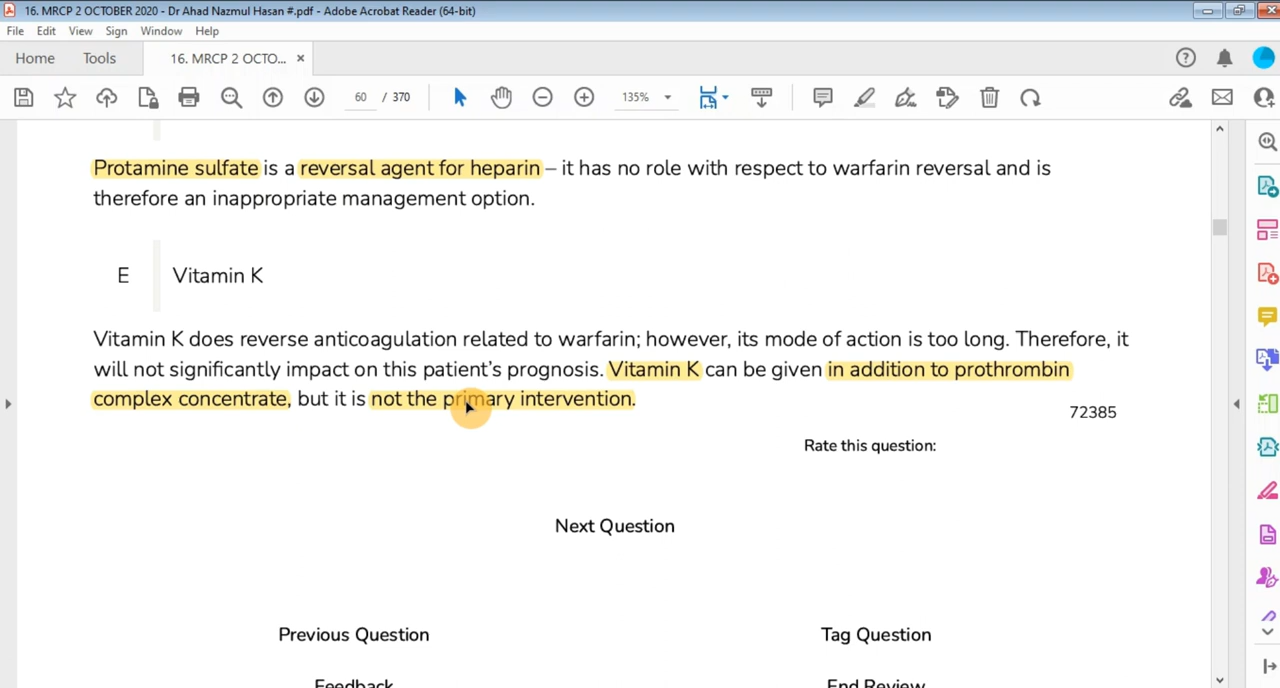 16. MRCP 2 OCTOBER 2020 - Dr Ahad Nazmul Hasan #.pdf - Adobe Acrobat Reader (64-bit)
File Edit View Sign Window Help
Home Tools 16. MRCP 2 OCTO... ×
60 / 370 135%
Protamine sulfate is a reversal agent for heparin – it has no role with respect to warfarin reversal and is
therefore an inappropriate management option.
E Vitamin K
Vitamin K does reverse anticoagulation related to warfarin; however, its mode of action is too long. Therefore, it
will not significantly impact on this patient's prognosis. Vitamin K can be given in addition to prothrombin
complex concentrate, but it is not the primary intervention.
72385
Rate this question:
Next Question
Previous Question Tag Question
Feedback End Review